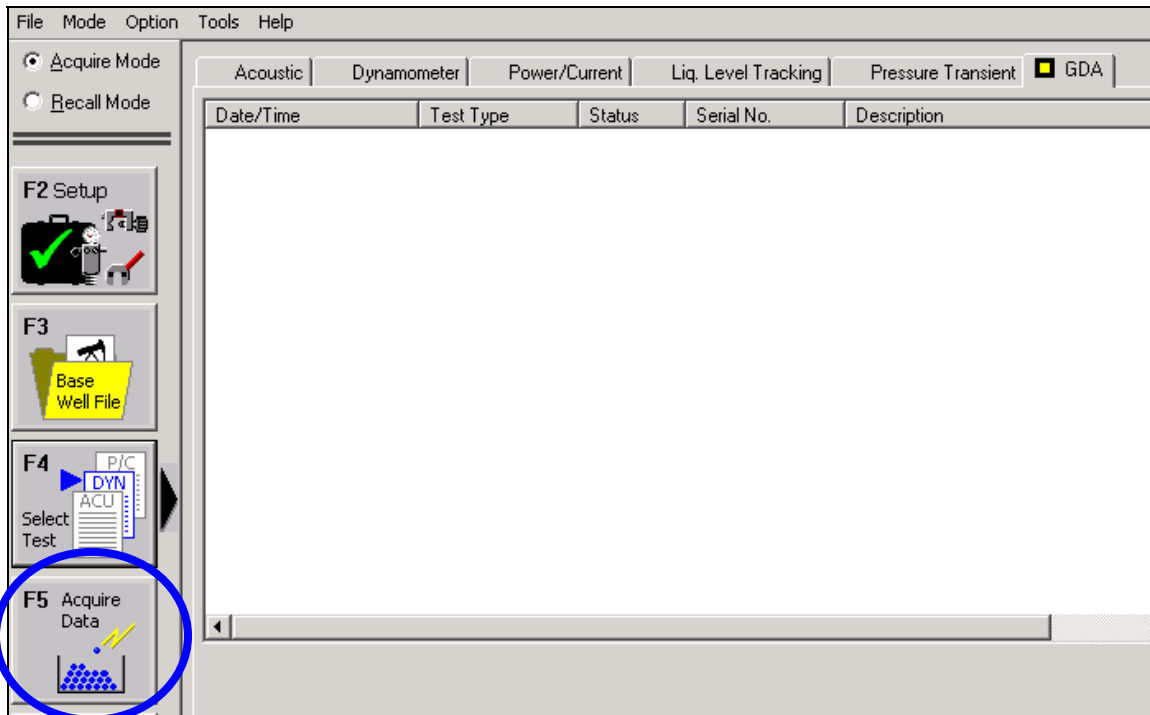 File Mode Option Tools Help
Acquire Mode
Recall Mode
Acoustic Dynamometer Power/Current Liq. Level Tracking Pressure Transient GDA
Date/Time Test Type Status Serial No. Description
F2 Setup
F3
Base
Well File
F4
P/C
DYN
ACU
Select
Test
F5 Acquire
Data